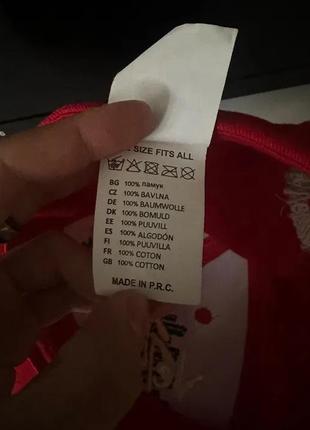 SIZE FITS ALL
BG 100% памук
CZ 100% BAVLNA
DE 100% BAUMWOLLE
DK 100% BOMULD
EE 100% PUUVILL
ES 100% ALGODÓN
FI 100% PUUVILLA
FR 100% COTON
GB 100% COTTON
MADE IN P.R.C.